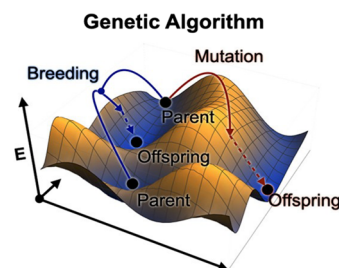 Genetic Algorithm
Mutation
Breeding
Parent
E
Offspring
Parent
Offspring